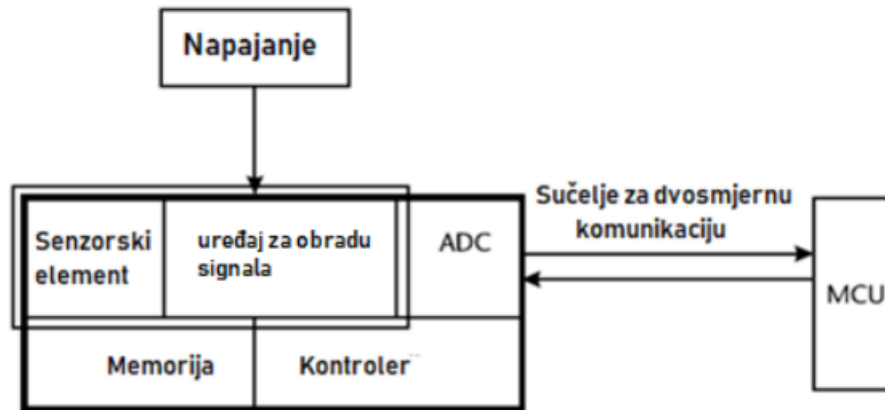 Napajanje
Sučelje za dvosmjernu
komunikaciju
Senzorski
element
uređaj za obradu
signala
ADC
MCU
Memorija
Kontroler